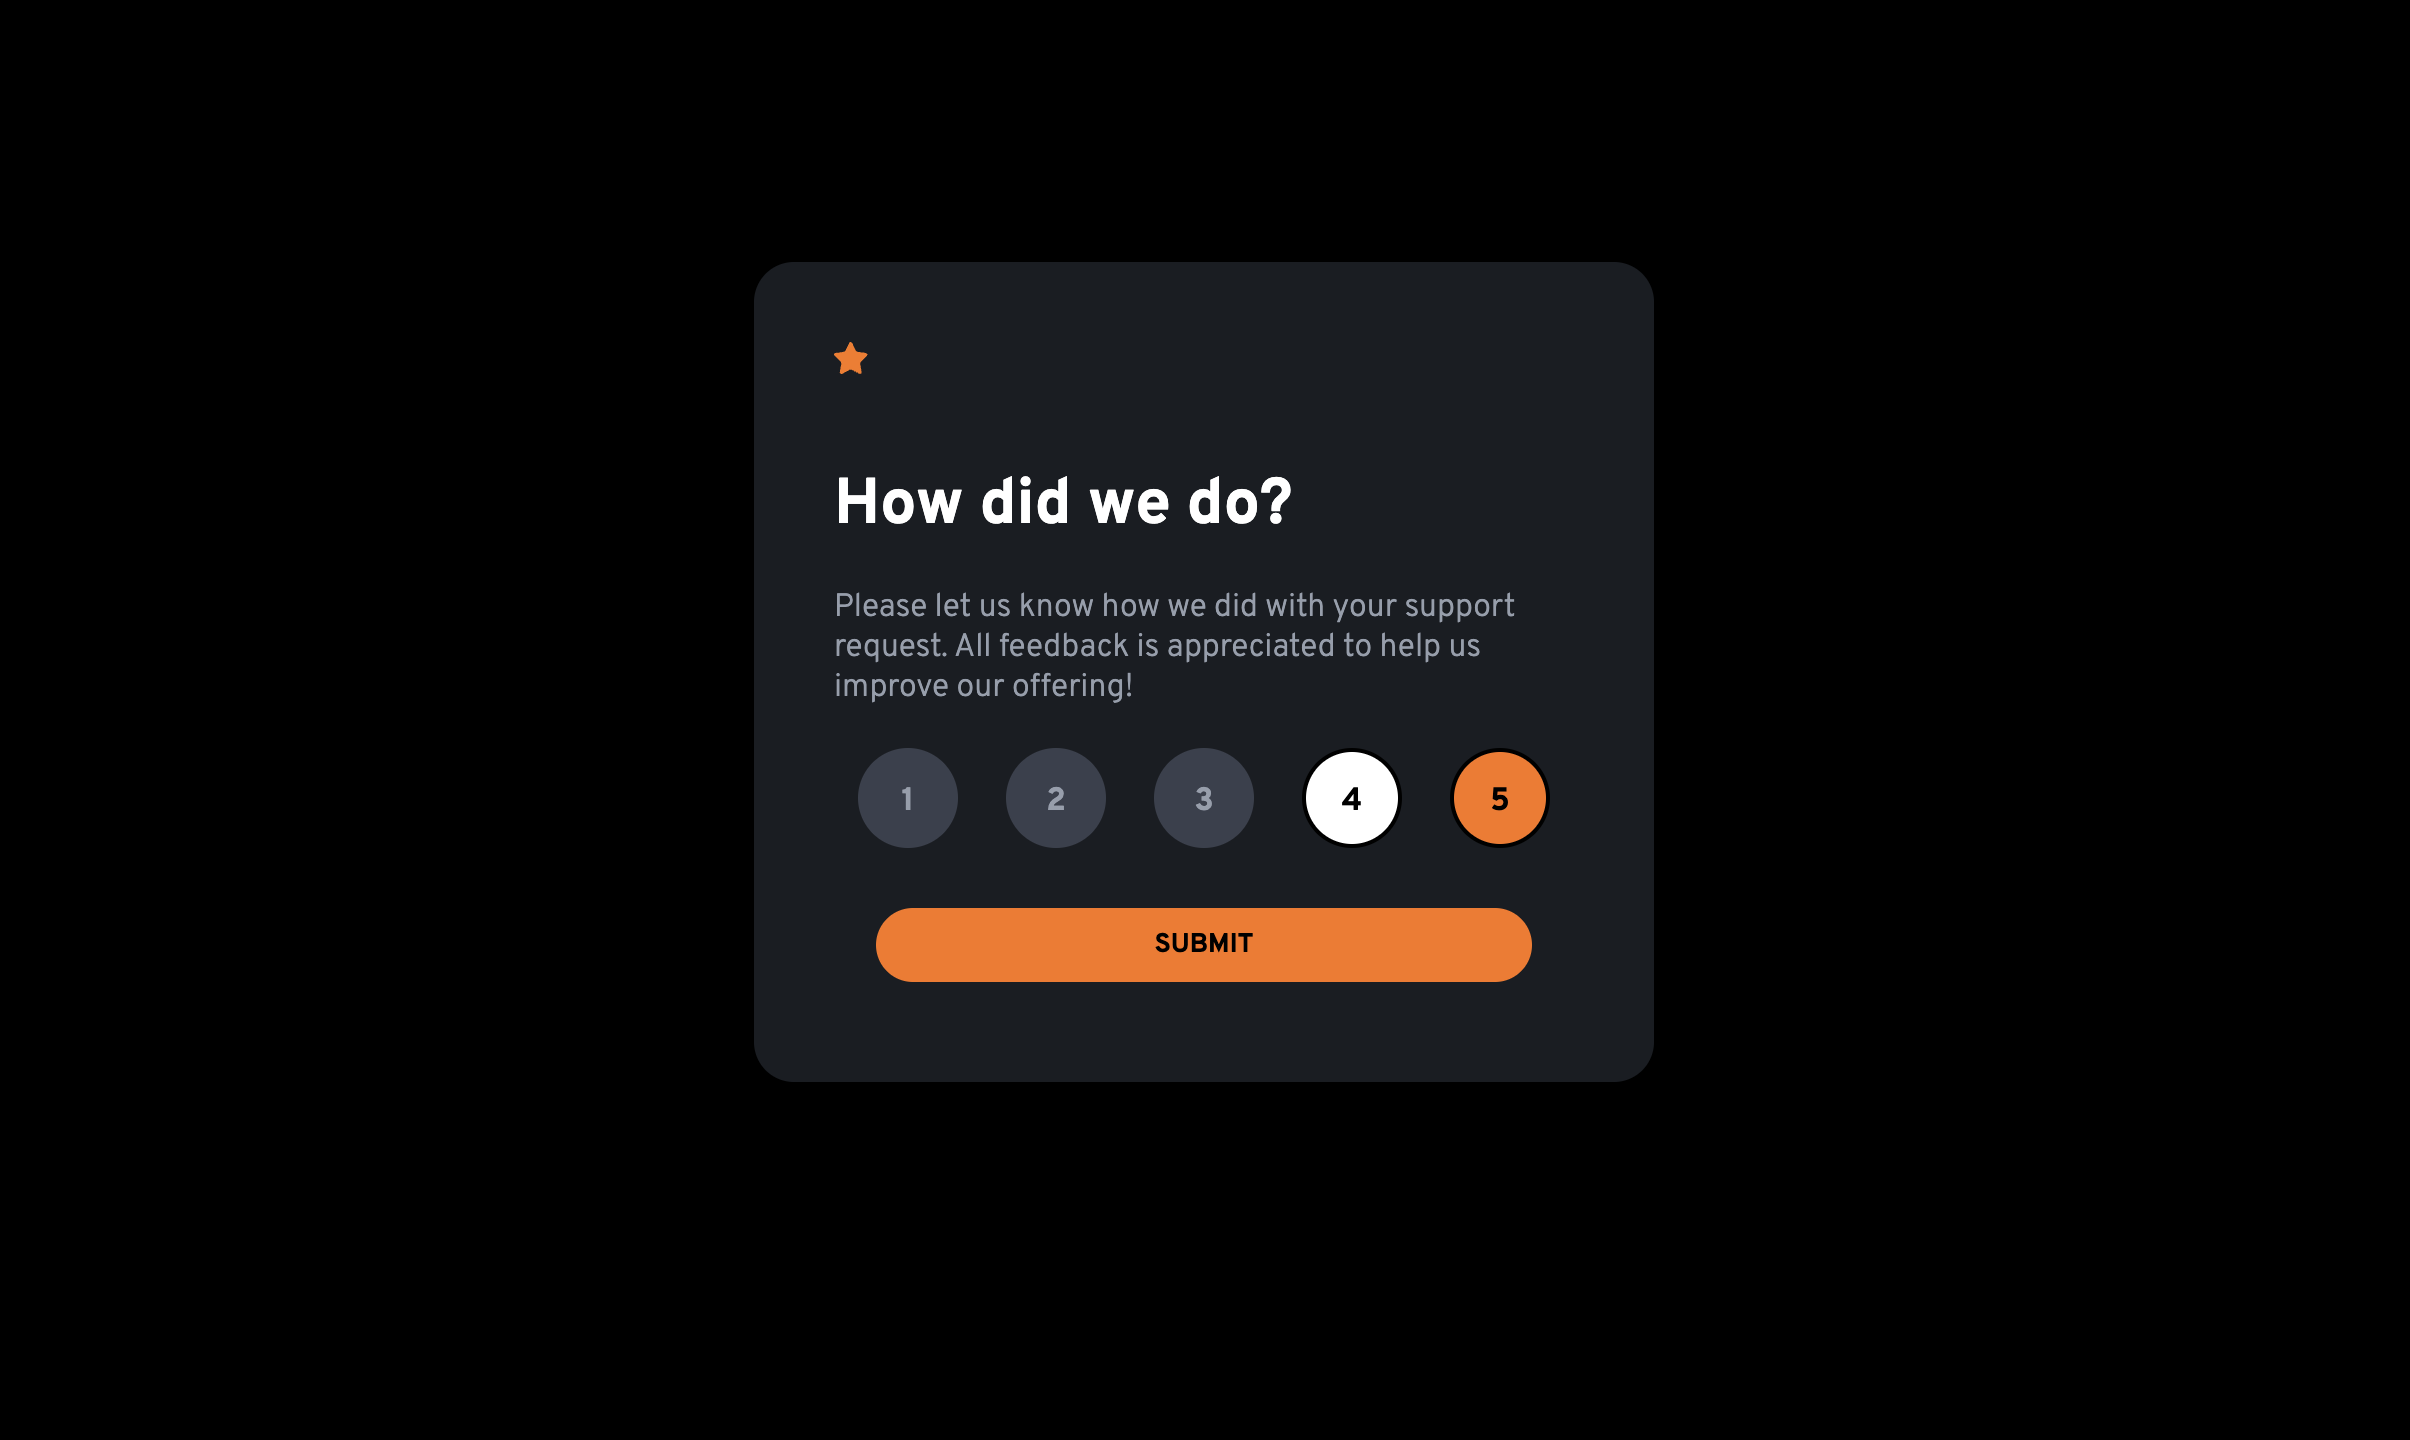 How did we do?
Please let us know how we did with your support
request. All feedback is appreciated to help us
improve our offering!
1 2 3 4 5
SUBMIT